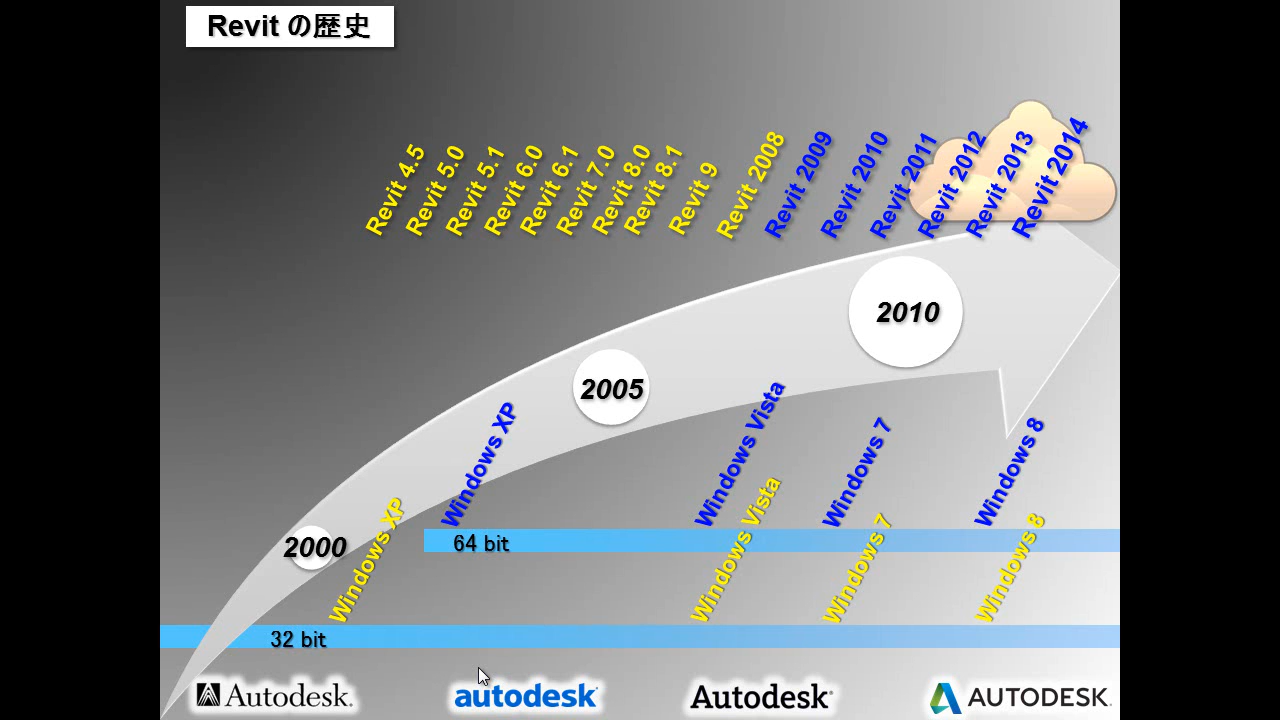 Revit の歴史
Revit 4.5
Revit 5.0
Revit 5.1
Revit 6.0
Revit 6.1
Revit 7.0
Revit 8.0
Revit 8.1
Revit 9
Revit 2008
Revit 2009
Revit 2010
Revit 2011
Revit 2012
Revit 2013
Revit 2014
2010
2005
2000
Windows XP
Windows Vista
Windows 7
Windows 8
64 bit
Windows XP
Windows Vista
Windows 7
Windows 8
32 bit
Autodesk.
autodesk®
Autodesk®
AUTODESK.